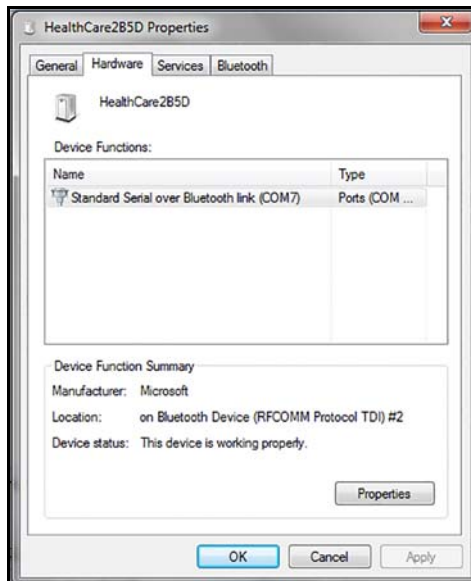 HealthCare2B5D Properties
General Hardware Services Bluetooth
HealthCare2B5D
Device Functions:
Name Type
Standard Serial over Bluetooth link (COM7) Ports (COM ...
Device Function Summary
Manufacturer: Microsoft
Location: on Bluetooth Device (RFCOMM Protocol TDI) #2
Device status: This device is working properly.
Properties
OK Cancel Apply